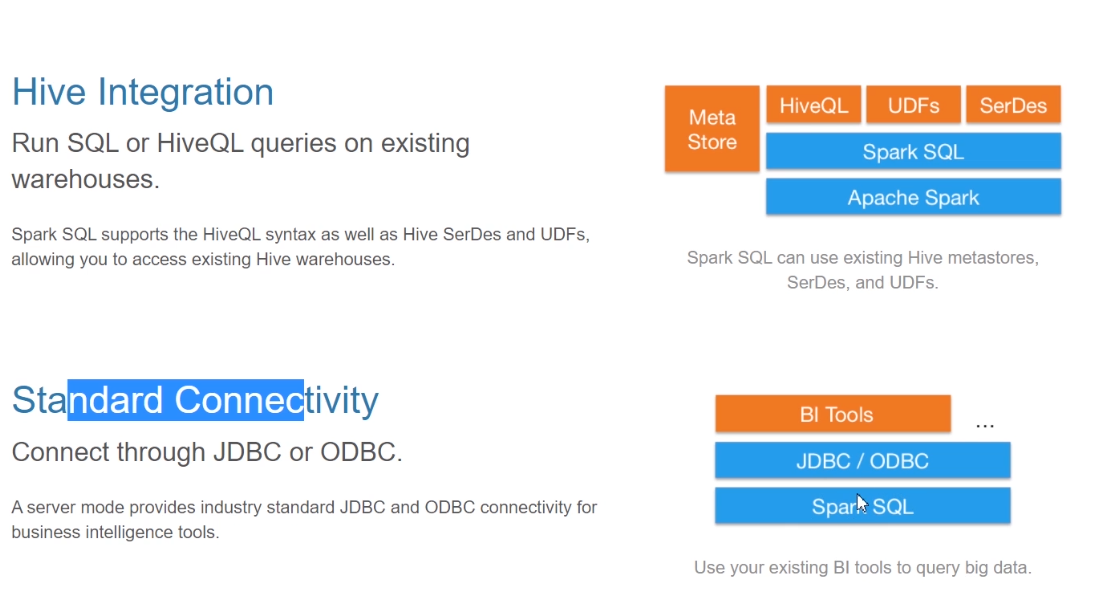 Hive Integration
Run SQL or HiveQL queries on existing
warehouses.
Spark SQL supports the HiveQL syntax as well as Hive SerDes and UDFs,
allowing you to access existing Hive warehouses.
Meta
Store
HiveQL
UDFs
SerDes
Spark SQL
Apache Spark
Spark SQL can use existing Hive metastores,
SerDes, and UDFs.
Standard Connectivity
Connect through JDBC or ODBC.
A server mode provides industry standard JDBC and ODBC connectivity for
business intelligence tools.
BI Tools
...
JDBC / ODBC
Spark SQL
Use your existing BI tools to query big data.